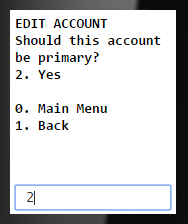 EDIT ACCOUNT
Should this account
be primary?
2. Yes
0. Main Menu
1. Back
2